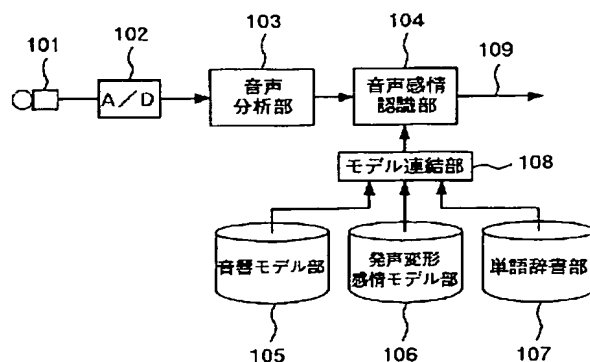 101
102
103
104
109
A/D
音声
分析部
音声感情
認識部
モデル連結部
108
音響モデル部
発声変形
感情モデル部
単語辞書部
105
106
107